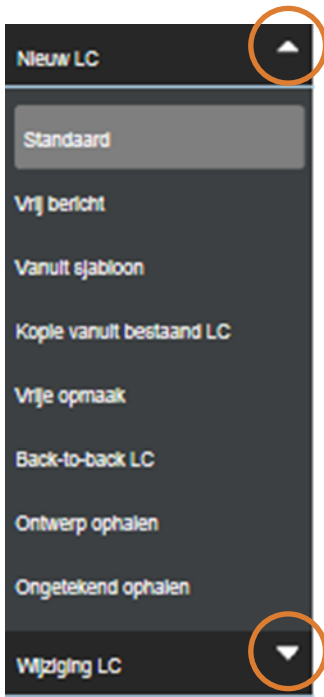 Nieuw LC
Standaard
Vrij bericht
Vanuit sjabloon
Kopie vanuit bestaand LC
Vrije opmaak
Back-to-back LC
Ontwerp ophalen
Ongetekend ophalen
Wijziging LC